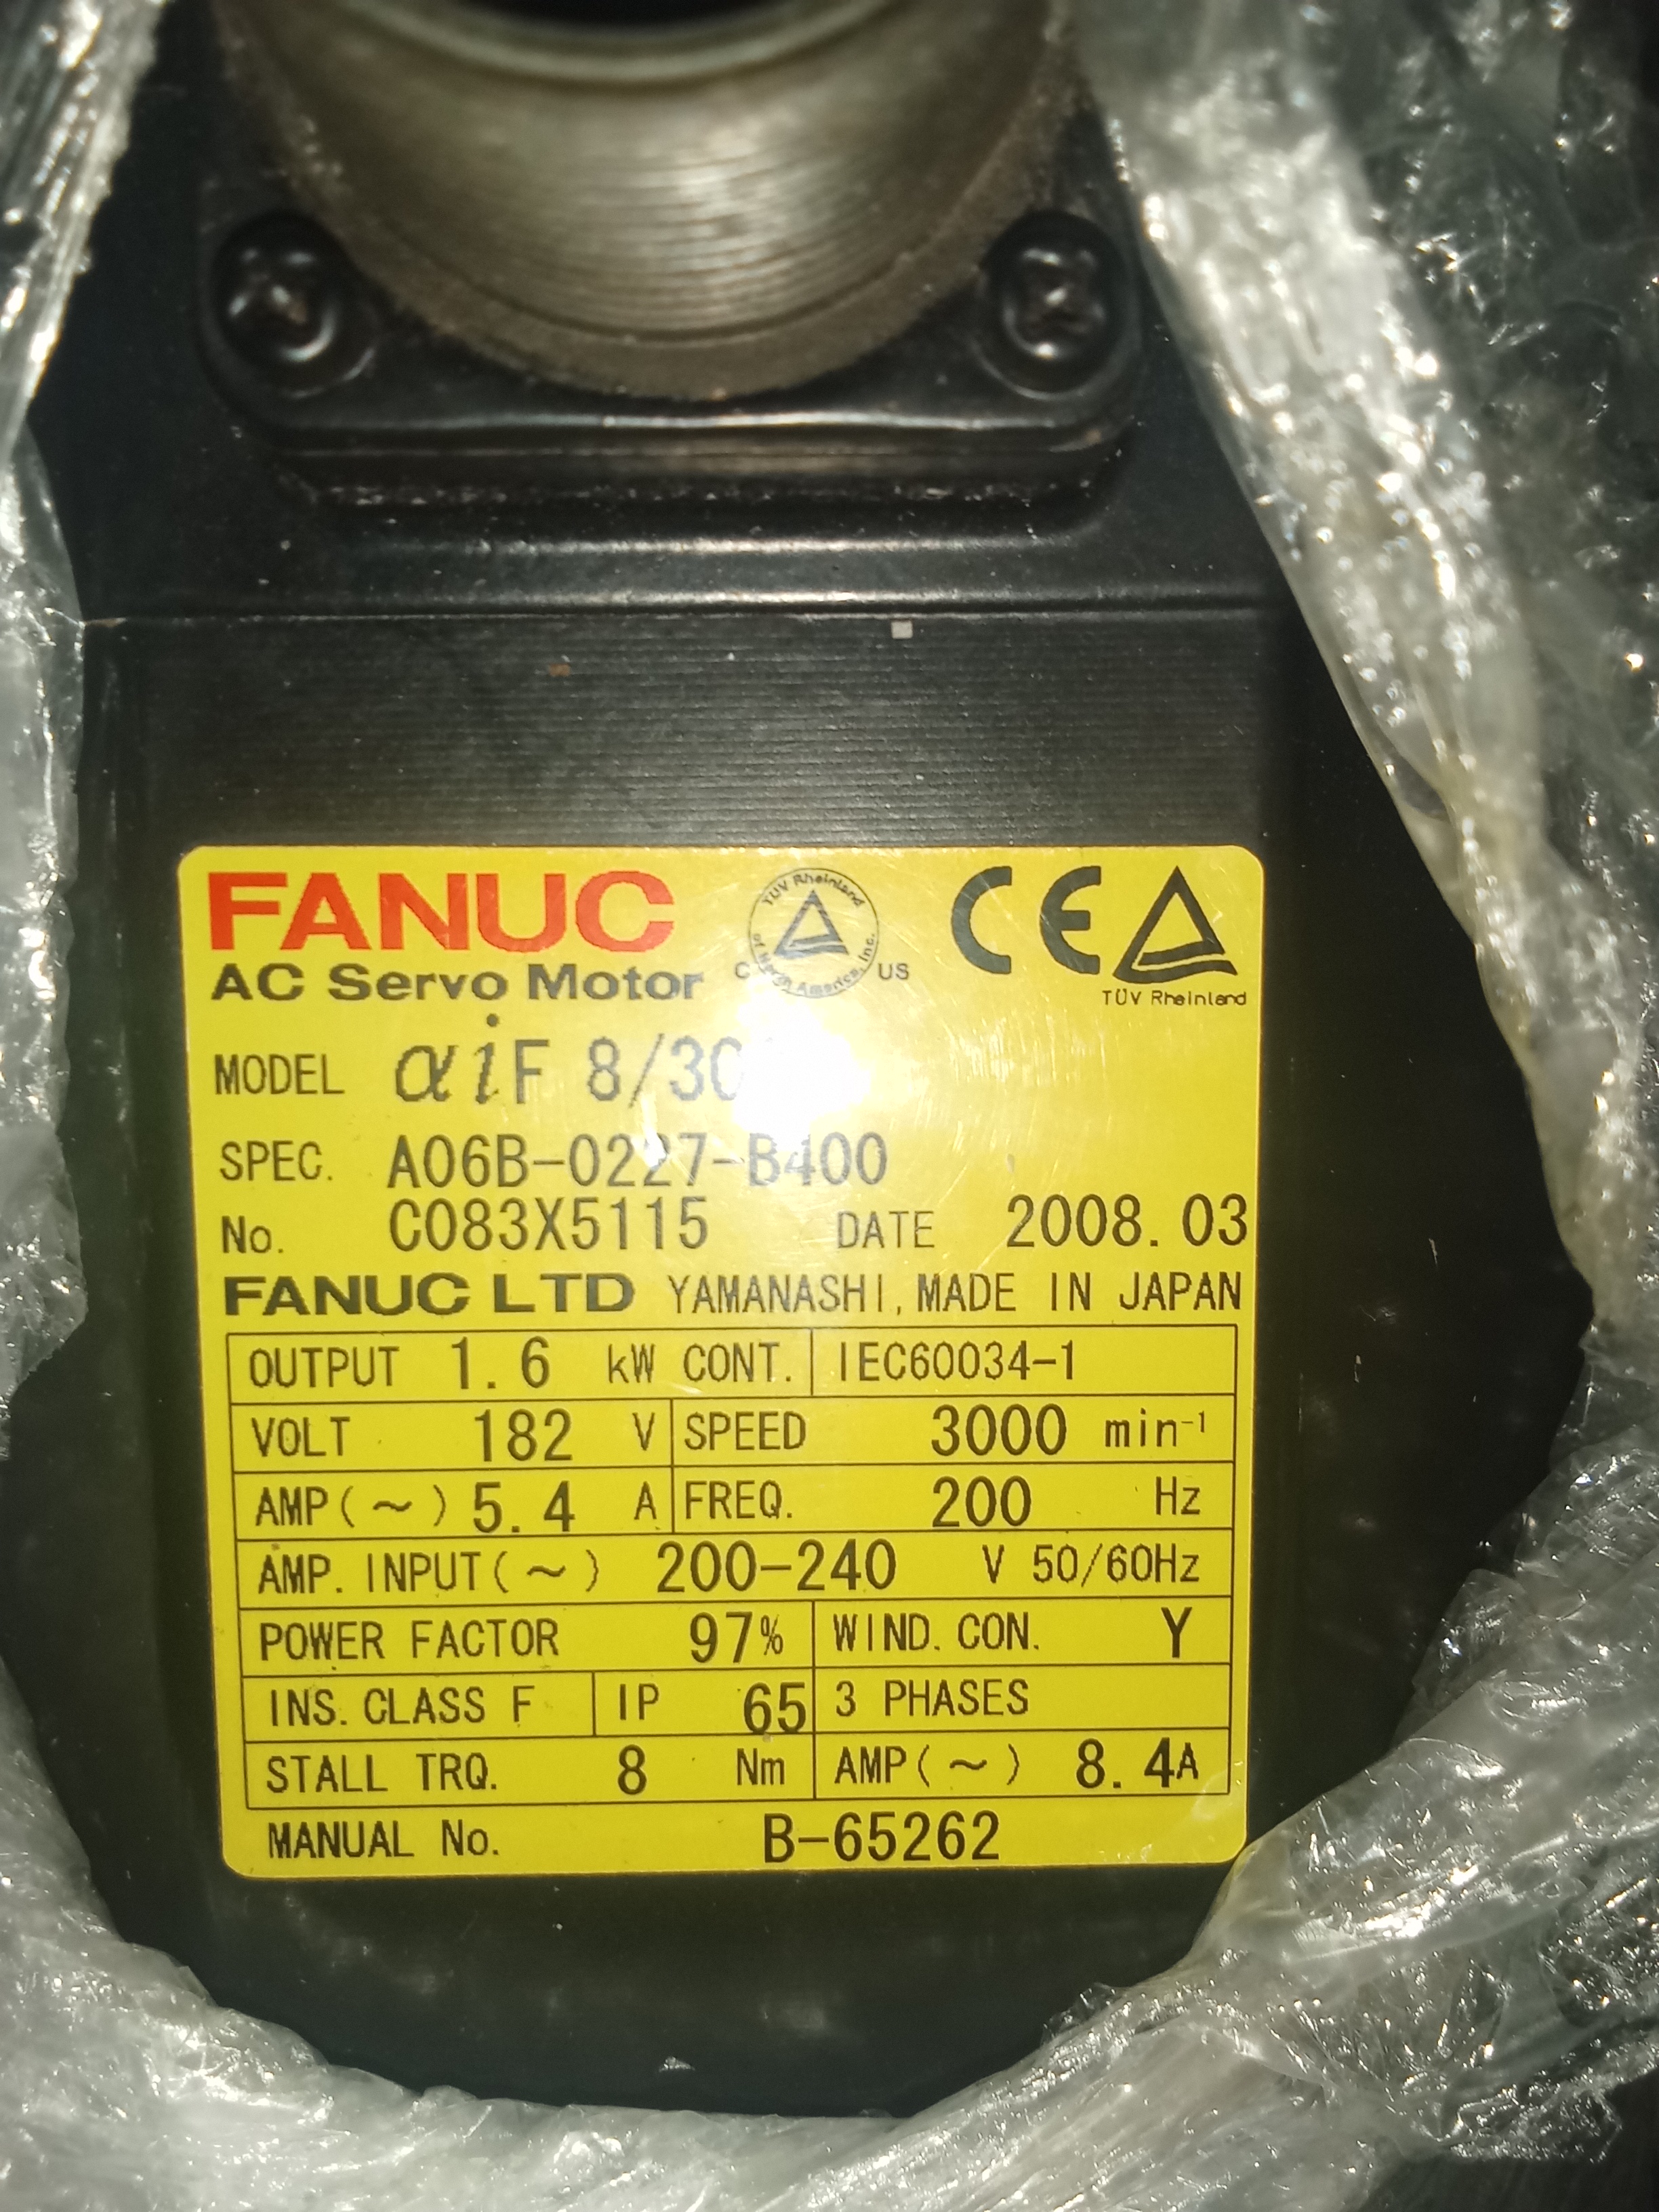 FANUC
AC Servo Motor
TÜV Rheinland of North America, Inc.
C US
CE
TÜV Rheinland
MODEL αiF
SPEC. A06B-0227-B400
No. C083X5115 DATE 2008.03
FANUC LTD YAMANASHI, MADE IN JAPAN
OUTPUT 1.6 kW CONT. IEC60034-1
VOLT 182 V SPEED 3000 min⁻¹
AMP(~) 5.4 A FREQ. 200 Hz
AMP. INPUT(~) 200-240 V 50/60Hz
POWER FACTOR 97% WIND. CON. Y
INS. CLASS F IP 65 3 PHASES
STALL TRQ. 8 Nm AMP(~) 8.4A
MANUAL No. B-65262